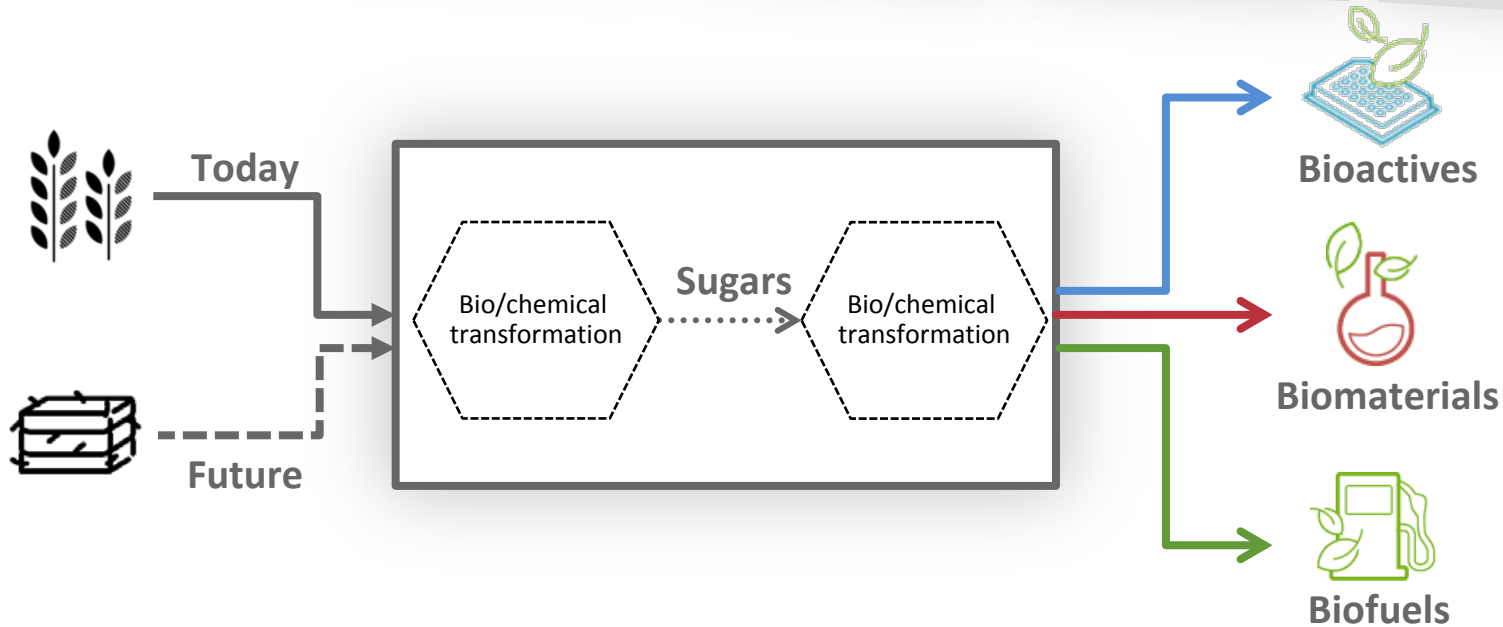 Today
Future
Bio/chemical
transformation
Sugars
Bio/chemical
transformation
Bioactives
Biomaterials
Biofuels